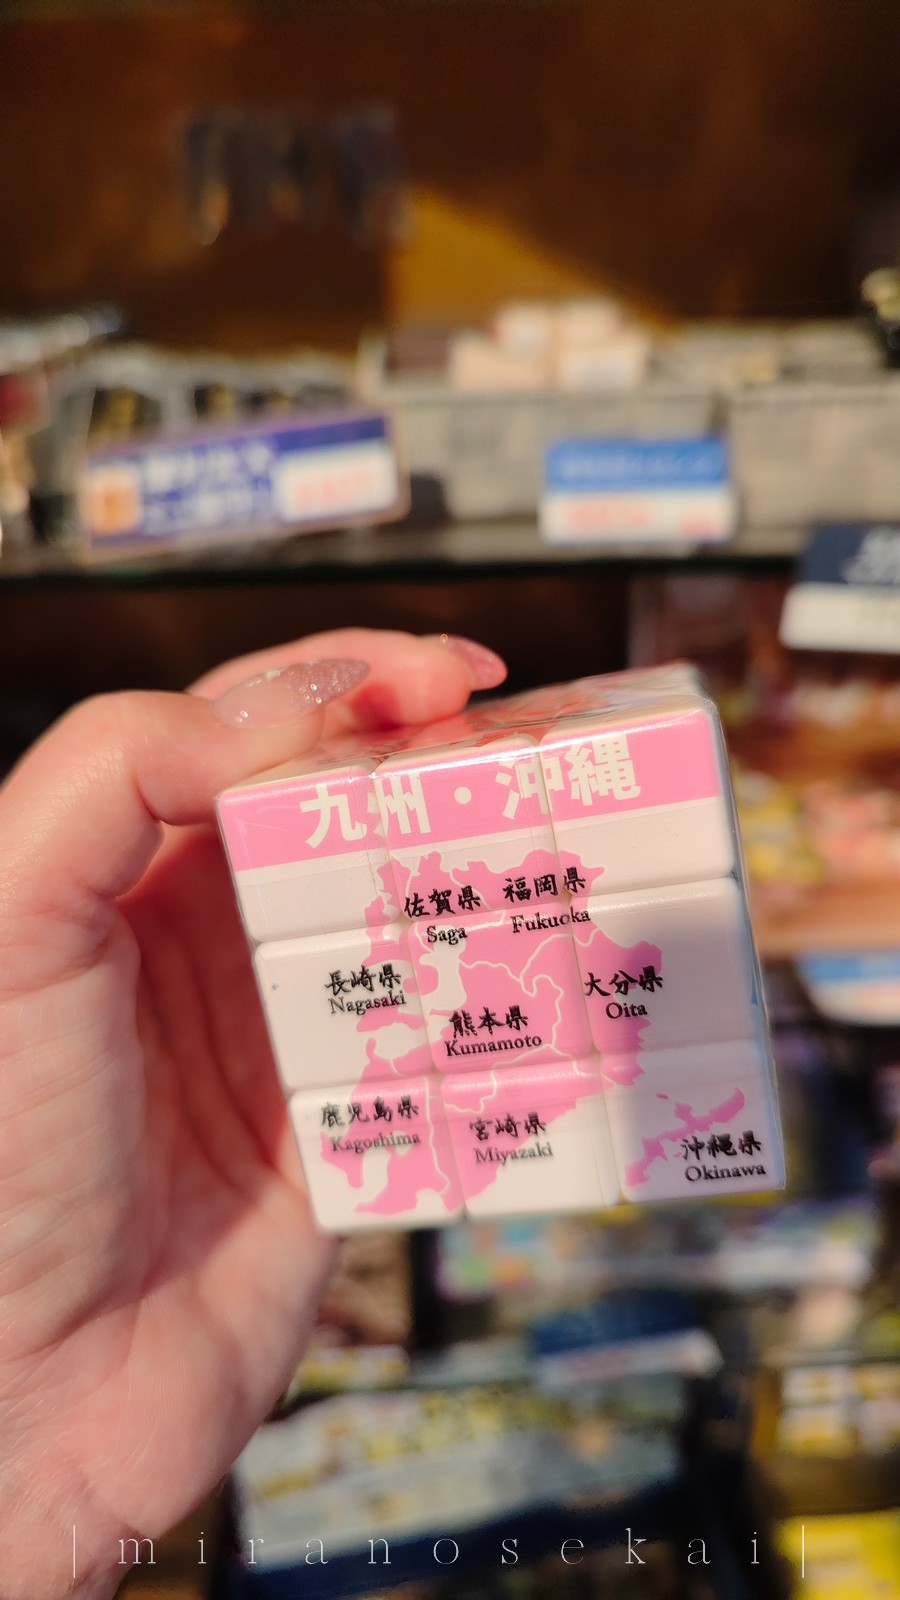 九州・沖縄
佐賀県 福岡県
Saga Fukuoka
長崎県
Nagasaki
大分県
Oita
熊本県
Kumamoto
鹿児島県
Kagoshima
宮崎県
Miyazaki
沖縄県
Okinawa
|miranosekai|